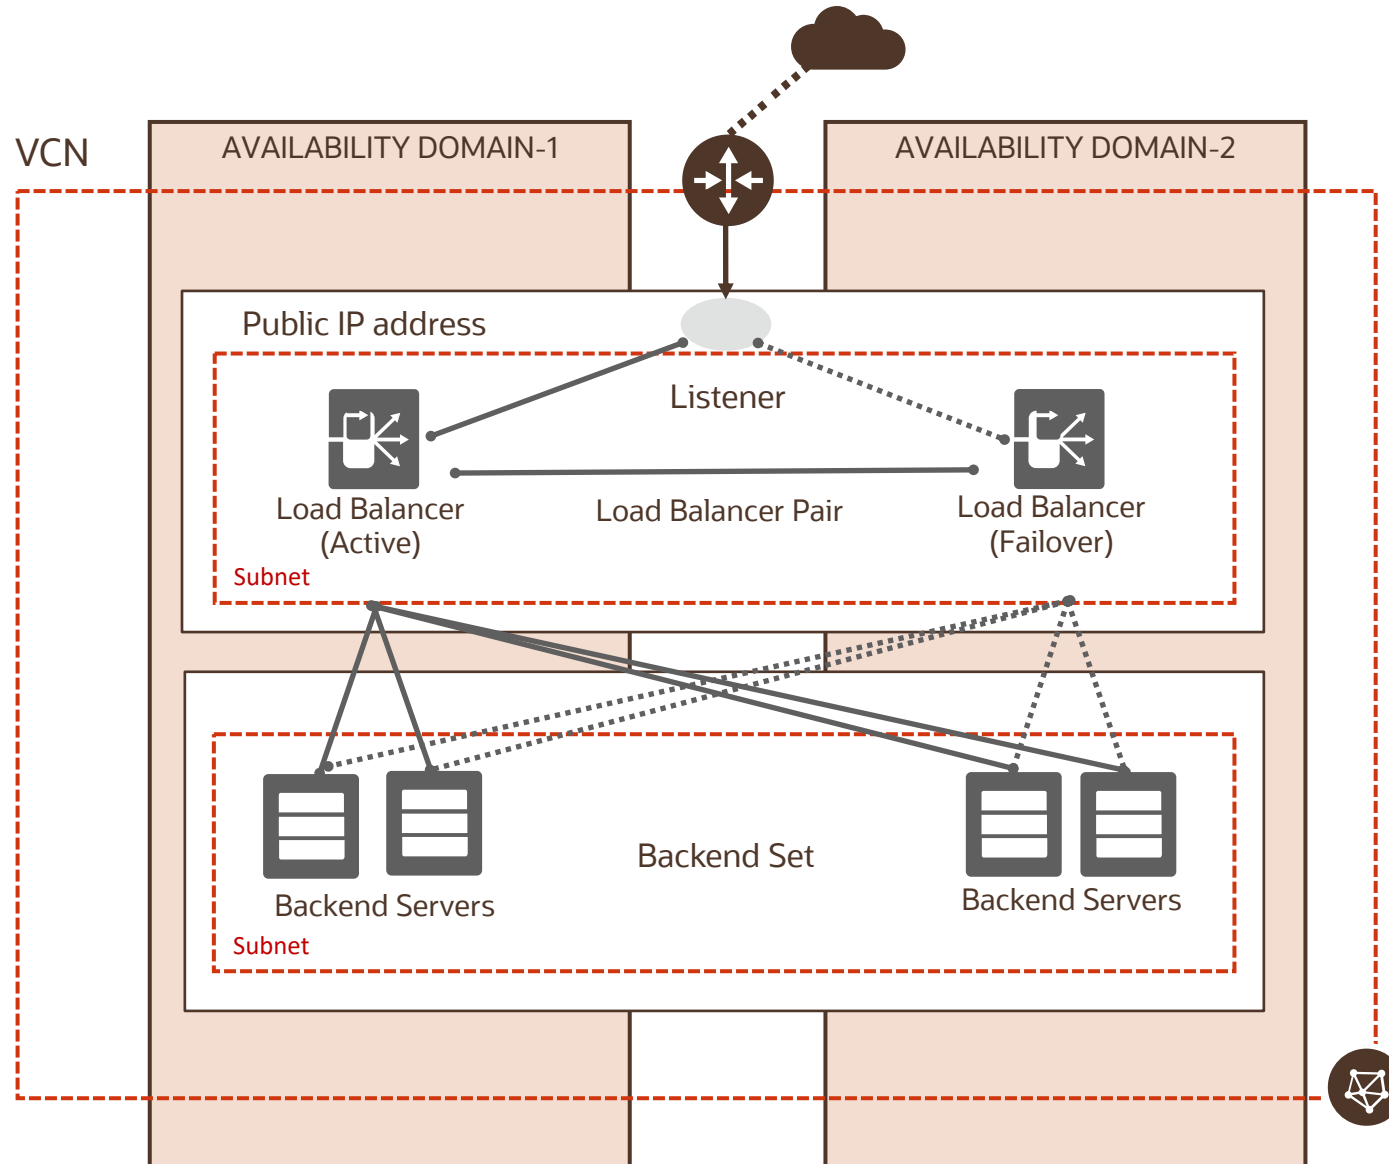 VCN
AVAILABILITY DOMAIN-1
AVAILABILITY DOMAIN-2
Public IP address
Listener
Load Balancer
(Active)
Load Balancer Pair
Load Balancer
(Failover)
Subnet
Backend Set
Backend Servers
Backend Servers
Subnet